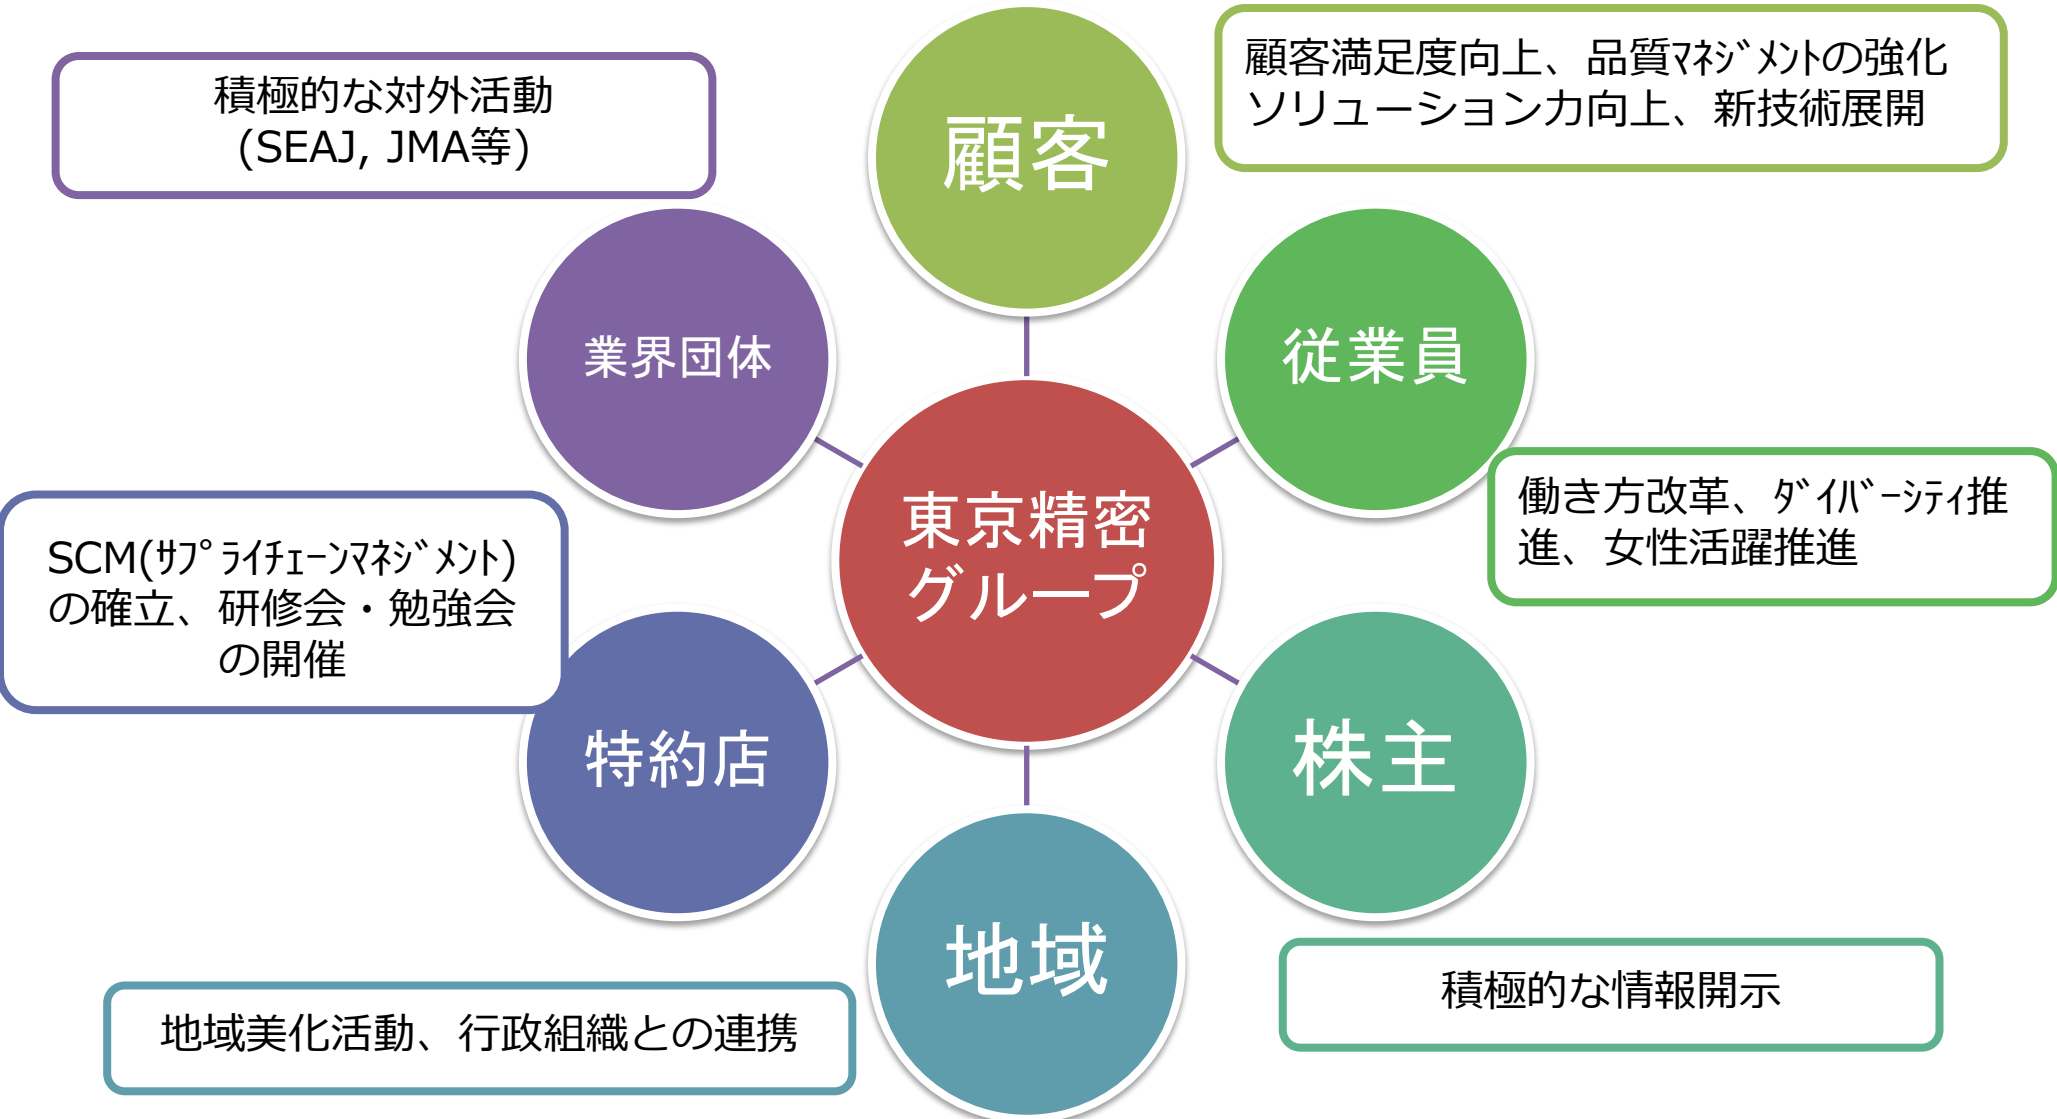 顧客
顧客満足度向上、品質ﾏﾈｼﾞﾒﾝﾄの強化
ソリューション力向上、新技術展開
積極的な対外活動
(SEAJ, JMA等)
業界団体
従業員
働き方改革、ﾀﾞｲﾊﾞｰｼﾃｨ推
進、女性活躍推進
東京精密
グループ
SCM(ｻﾌﾟﾗｲﾁｪｰﾝﾏﾈｼﾞﾒﾝﾄ)
の確立、研修会・勉強会
の開催
特約店
株主
地域
積極的な情報開示
地域美化活動、行政組織との連携